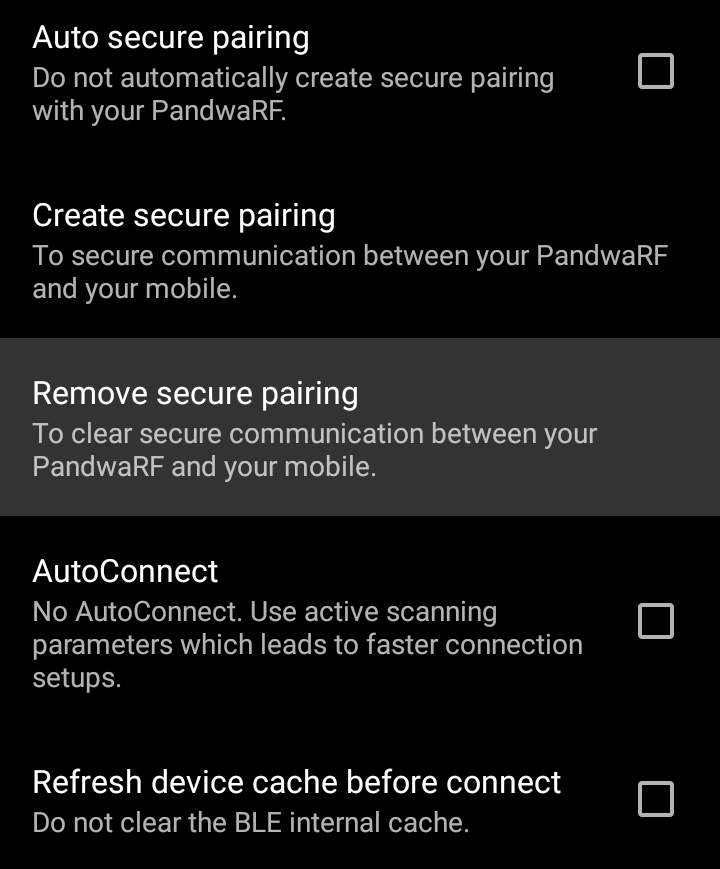 Auto secure pairing
Do not automatically create secure pairing
with your PandwaRF.
Create secure pairing
To secure communication between your PandwaRF
and your mobile.
Remove secure pairing
To clear secure communication between your
PandwaRF and your mobile.
AutoConnect
No AutoConnect. Use active scanning
parameters which leads to faster connection
setups.
Refresh device cache before connect
Do not clear the BLE internal cache.